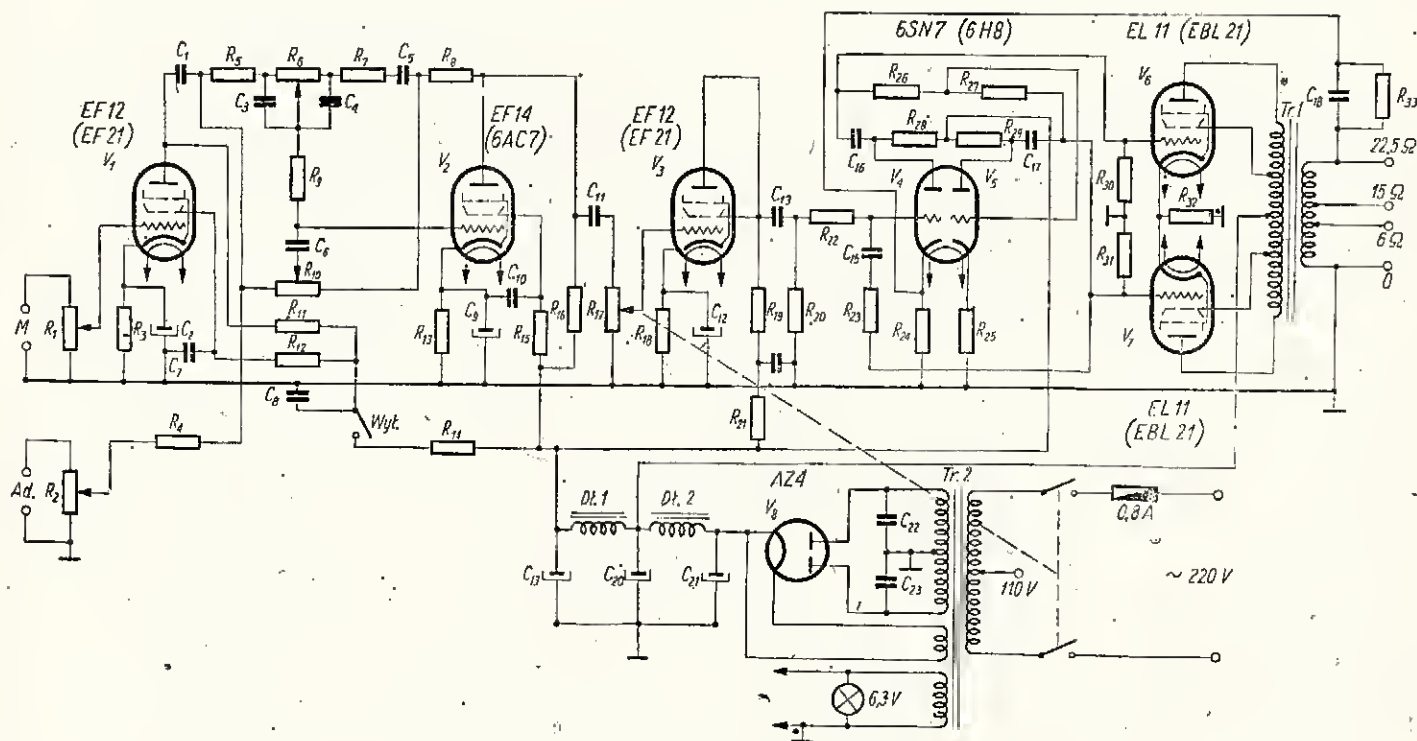 6SN7 (6H8)
EL 11 (EBL 21)
C1
R5
R6
R7
C5
R8
C3
C4
EF12
(EF21)
V1
R9
C6
R10
R11
R12
M
R1
R3
C2
C7
C8
Wył.
R4
Ad.
R2
EF14
(6AC7)
V2
R13
C9
C10
R15
R16
C11
R17
R14
EF12
(EF21)
V3
R18
C12
C13
R19
R20
R21
R22
C15
R23
R24
R25
R26
R27
R28
R29
C16
C17
V4
V5
V6
R30
R31
R32
V7
Tr.1
C18
R33
22,5 Ω
15 Ω
6 Ω
0
EL 11
(EBL 21)
Dł. 1
Dł. 2
AZ4
V8
C20
C21
C22
C23
Tr. 2
0,8 A
110 V
~ 220 V
6,3 V